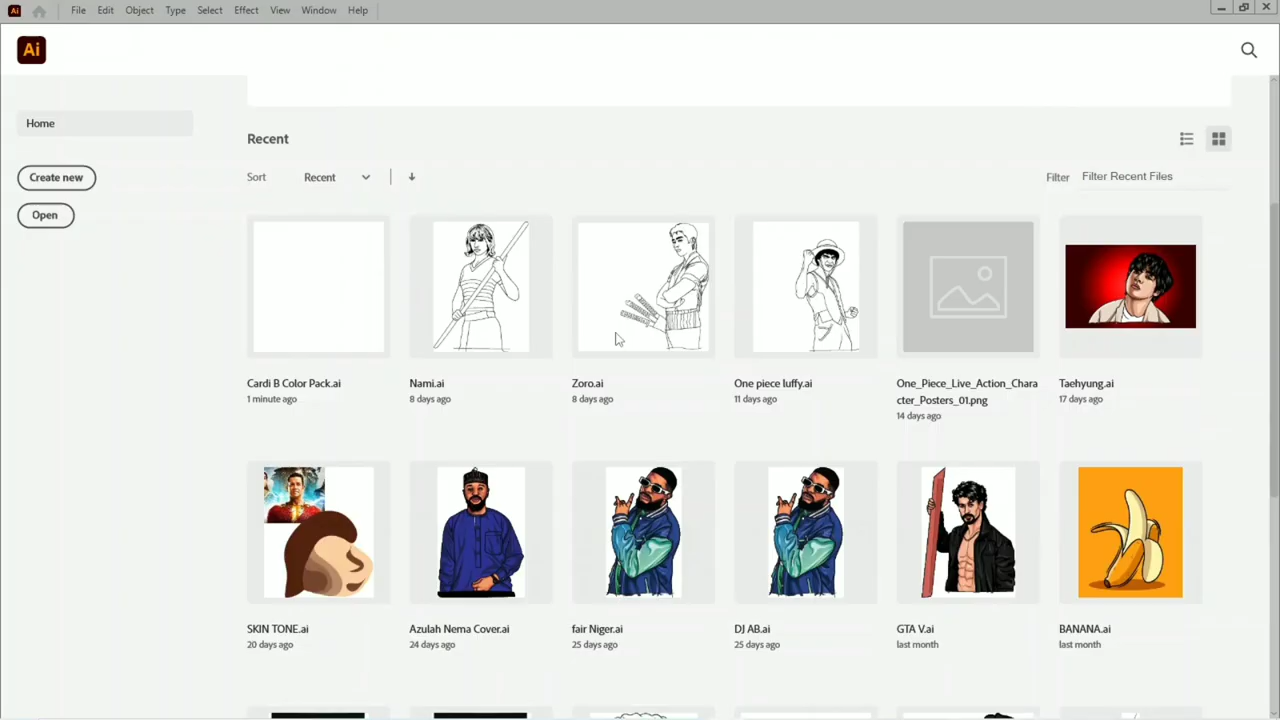 Ai File Edit Object Type Select Effect View Window Help
Ai
Home
Create new
Open
Recent
Sort Recent Filter Filter Recent Files
Cardi B Color Pack.ai
1 minute ago
Nami.ai
8 days ago
Zoro.ai
8 days ago
One piece luffy.ai
11 days ago
One_Piece_Live_Action_Chara
cter_Posters_01.png
14 days ago
Taehyung.ai
17 days ago
SKIN TONE.ai
20 days ago
Azulah Nema Cover.ai
24 days ago
fair Niger.ai
25 days ago
DJ AB.ai
25 days ago
GTA V.ai
last month
BANANA.ai
last month